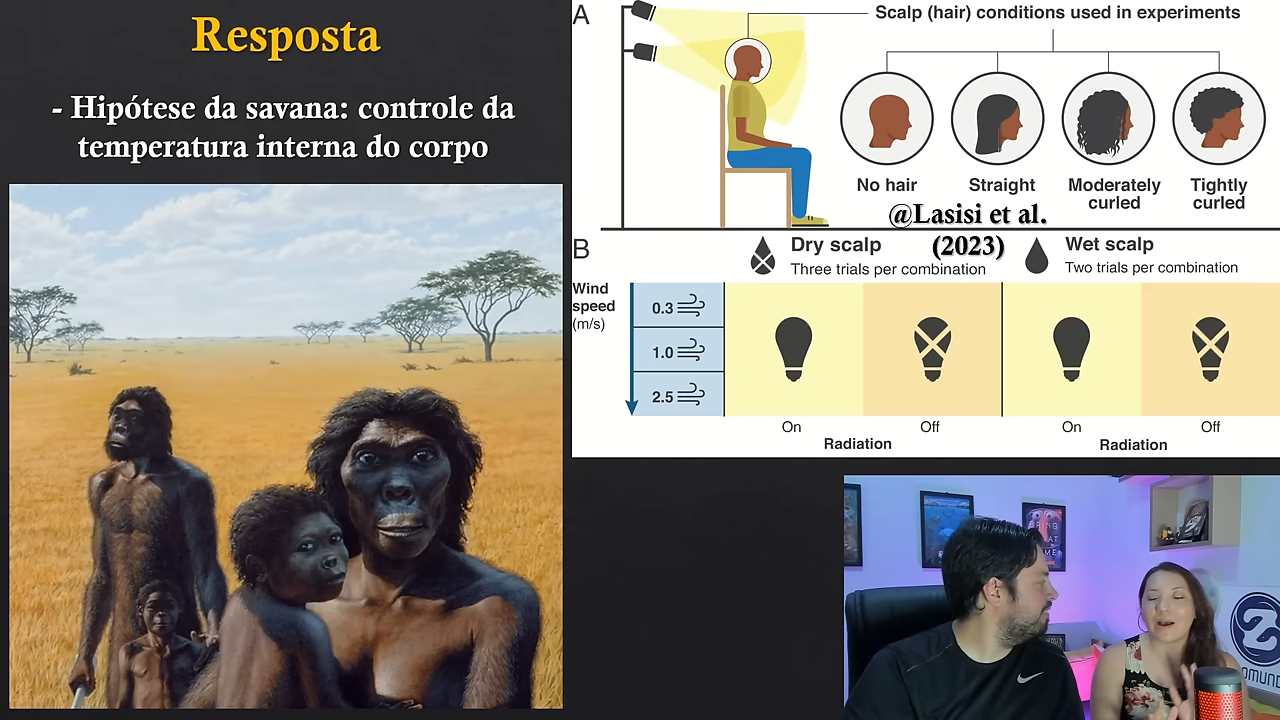 Resposta
- Hipótese da savana: controle da
temperatura interna do corpo
A
Scalp (hair) conditions used in experiments
No hair
Straight
Moderately
curled
Tightly
curled
@Lasisi et al.
(2023)
B
Dry scalp
Three trials per combination
Wet scalp
Two trials per combination
Wind
speed
(m/s)
0.3
1.0
2.5
On
Off
On
Off
Radiation
Radiation